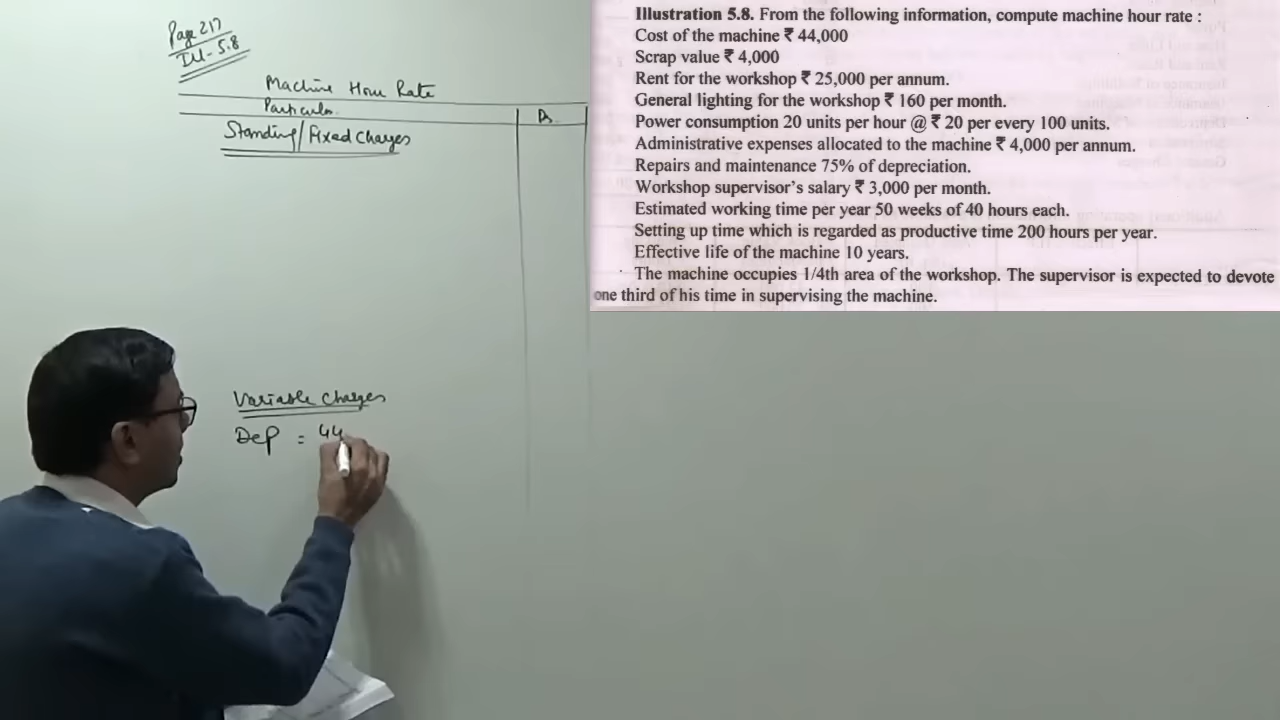 Page 217
Ill-5.8
Machine Hour Rate
Particulars
Rs.
Standing/Fixed Charges
Variable Charges
Dep = 44
Illustration 5.8. From the following information, compute machine hour rate :
Cost of the machine ₹ 44,000
Scrap value ₹ 4,000
Rent for the workshop ₹ 25,000 per annum.
General lighting for the workshop ₹ 160 per month.
Power consumption 20 units per hour @ ₹ 20 per every 100 units.
Administrative expenses allocated to the machine ₹ 4,000 per annum.
Repairs and maintenance 75% of depreciation.
Workshop supervisor's salary ₹ 3,000 per month.
Estimated working time per year 50 weeks of 40 hours each.
Setting up time which is regarded as productive time 200 hours per year.
Effective life of the machine 10 years.
The machine occupies 1/4th area of the workshop. The supervisor is expected to devote
one third of his time in supervising the machine.